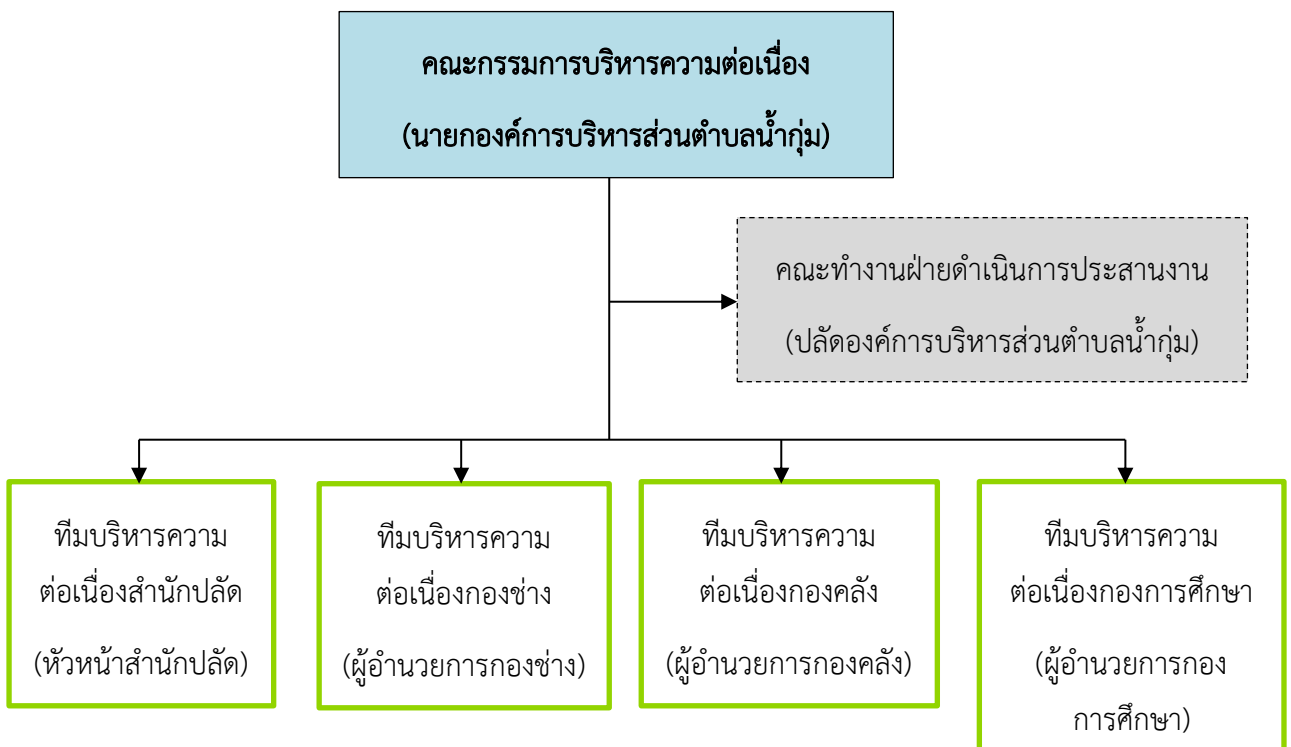 คณะกรรมการบริหารความต่อเนื่อง
(นายกองค์การบริหารส่วนตำบลน้ำกุ่ม)
คณะทำงานฝ่ายดำเนินการประสานงาน
(ปลัดองค์การบริหารส่วนตำบลน้ำกุ่ม)
ทีมบริหารความ
ต่อเนื่องสำนักปลัด
(หัวหน้าสำนักปลัด)
ทีมบริหารความ
ต่อเนื่องกองช่าง
(ผู้อำนวยการกองช่าง)
ทีมบริหารความ
ต่อเนื่องกองคลัง
(ผู้อำนวยการกองคลัง)
ทีมบริหารความ
ต่อเนื่องกองการศึกษา
(ผู้อำนวยการกอง
การศึกษา)